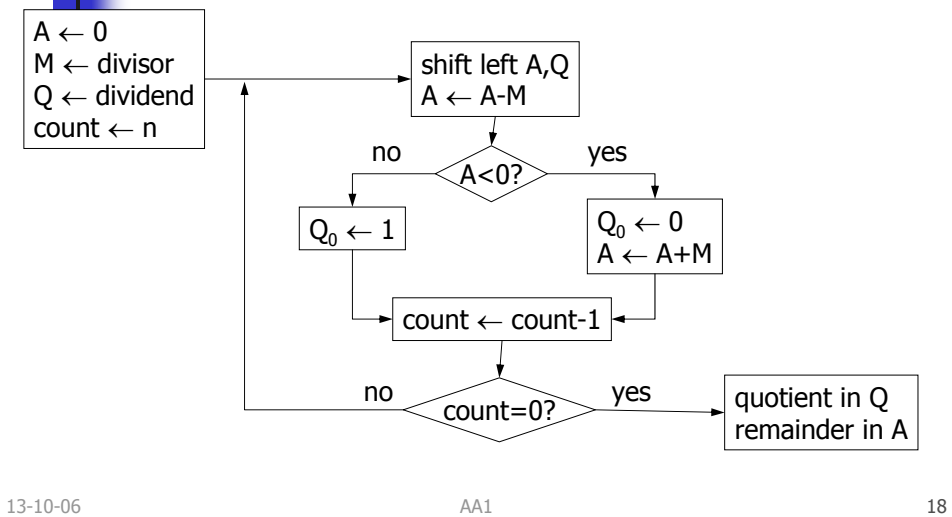 A ← 0
M ← divisor
Q ← dividend
count ← n
shift left A,Q
A ← A-M
no
yes
A<0?
Q₀ ← 1
Q₀ ← 0
A ← A+M
count ← count-1
no
yes
count=0?
quotient in Q
remainder in A
13-10-06
AA1
18